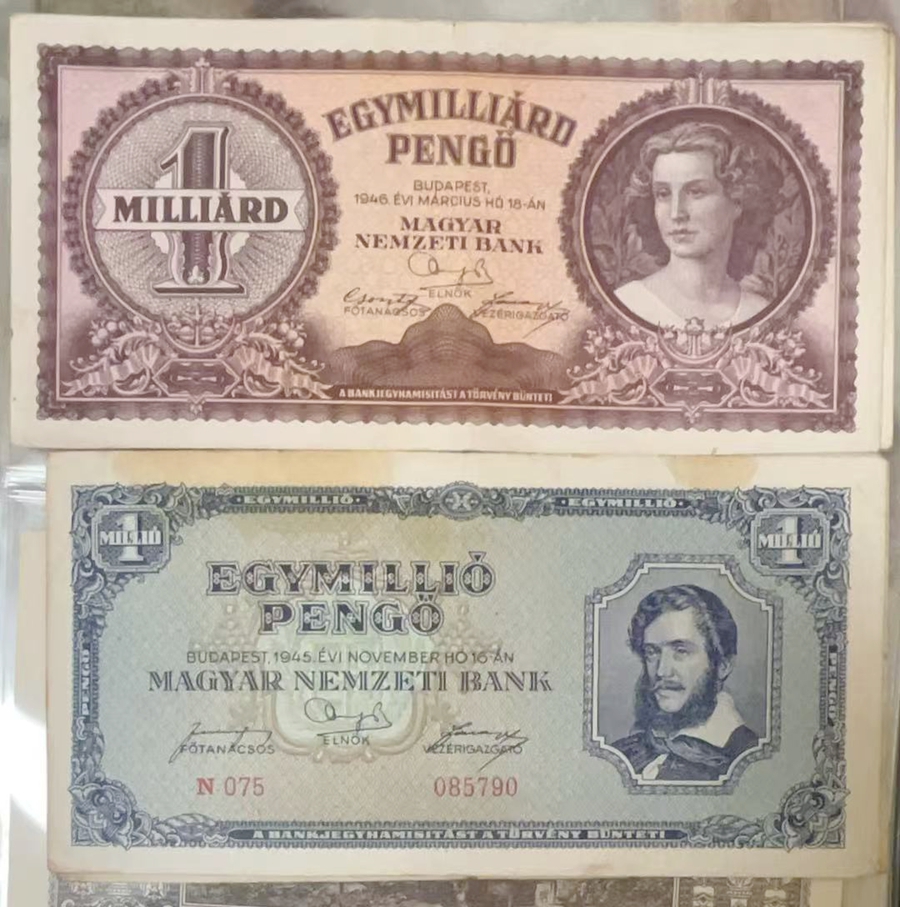 EGYMILLIÁRD
PENGŐ
1
MILLIÁRD
BUDAPEST,
1946. ÉVI MÁRCIUS HÓ 18-ÁN
MAGYAR
NEMZETI BANK
ELNÖK
FŐTANÁCSOS VEZÉRIGAZGATÓ
A BANKJEGYHAMISITÁST A TÖRVÉNY BÜNTETI
EGYMILLIÓ EGYMILLIÓ
1 MILLIÓ 1 MILLIÓ
EGYMILLIÓ
PENGŐ
BUDAPEST, 1945. ÉVI NOVEMBER HÓ 16-ÁN
MAGYAR NEMZETI BANK
PENGŐ PENGŐ
ELNÖK
FŐTANÁCSOS VEZÉRIGAZGATÓ
N 075 085790
A BANKJEGYHAMISITÁST A TÖRVÉNY BÜNTETI